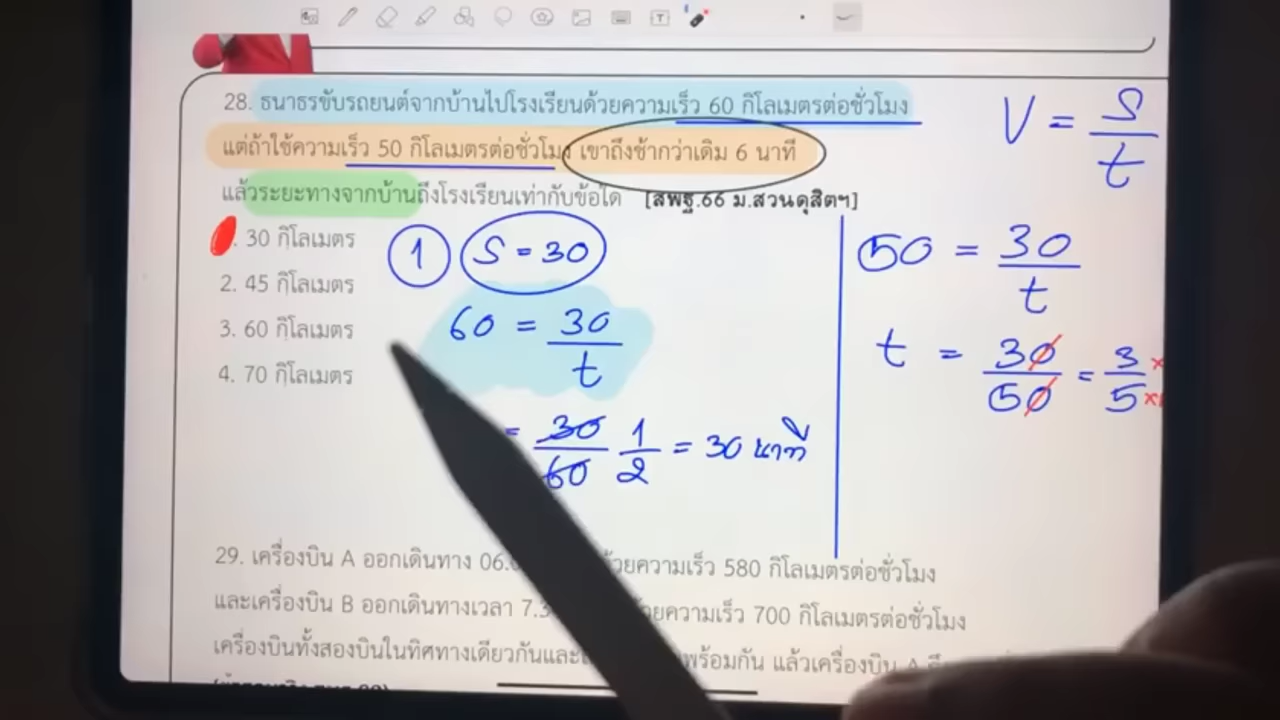 28. ธนาธรขับรถยนต์จากบ้านไปโรงเรียนด้วยความเร็ว 60 กิโลเมตรต่อชั่วโมง
แต่ถ้าใช้ความเร็ว 50 กิโลเมตรต่อชั่วโมง เขาถึงช้ากว่าเดิม 6 นาที
แล้วระยะทางจากบ้านถึงโรงเรียนเท่ากับข้อใด [สพฐ.66 ม.สวนดุสิตฯ]
. 30 กิโลเมตร
2. 45 กิโลเมตร
3. 60 กิโลเมตร
4. 70 กิโลเมตร
1 S = 30
60 = 30/t
= 30/60 1/2 = 30 นาที
V = S/t
50 = 30/t
t = 30/50 = 3/5 ×
29. เครื่องบิน A ออกเดินทาง 06. ด้วยความเร็ว 580 กิโลเมตรต่อชั่วโมง
และเครื่องบิน B ออกเดินทางเวลา 7.3 ด้วยความเร็ว 700 กิโลเมตรต่อชั่วโมง
เครื่องบินทั้งสองบินในทิศทางเดียวกันและ พร้อมกัน แล้วเครื่องบิน A